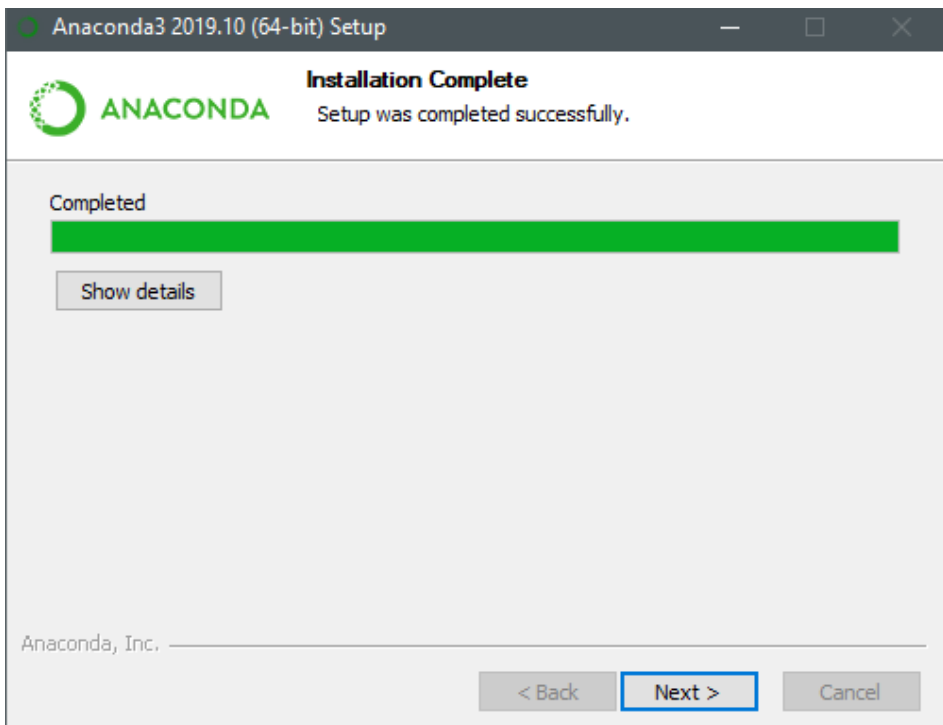 Anaconda3 2019.10 (64-bit) Setup
ANACONDA
Installation Complete
Setup was completed successfully.
Completed
Show details
Anaconda, Inc.
< Back
Next >
Cancel